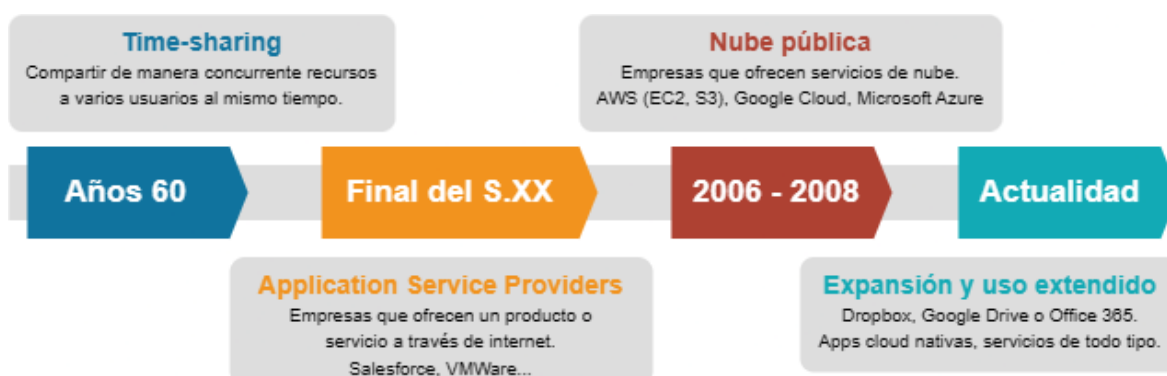 Time-sharing
Compartir de manera concurrente recursos
a varios usuarios al mismo tiempo.
Nube pública
Empresas que ofrecen servicios de nube.
AWS (EC2, S3), Google Cloud, Microsoft Azure
Años 60
Final del S.XX
2006 - 2008
Actualidad
Application Service Providers
Empresas que ofrecen un producto o
servicio a través de internet.
Salesforce, VMWare...
Expansión y uso extendido
Dropbox, Google Drive o Office 365.
Apps cloud nativas, servicios de todo tipo.